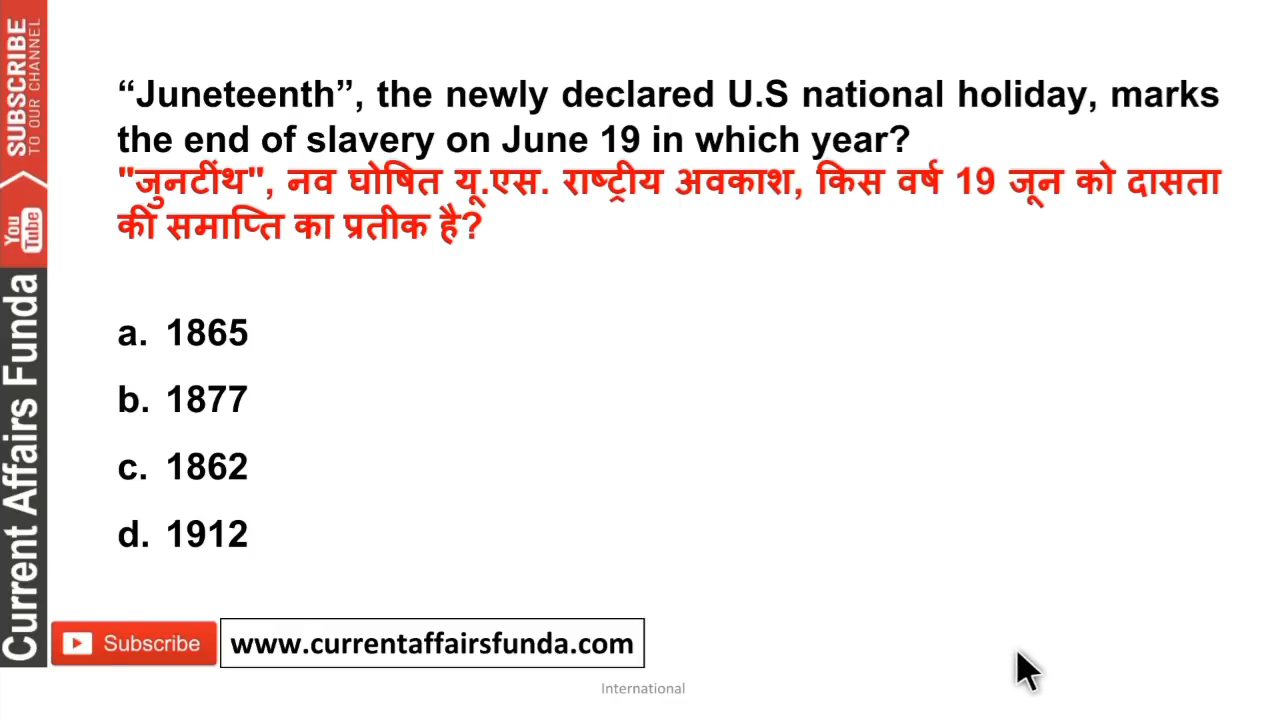 “Juneteenth”, the newly declared U.S national holiday, marks
the end of slavery on June 19 in which year?
"जुनटींथ", नव घोषित यू.एस. राष्ट्रीय अवकाश, किस वर्ष 19 जून को दासता
की समाप्ति का प्रतीक है?
a. 1865
b. 1877
c. 1862
d. 1912
SUBSCRIBE
TO OUR CHANNEL
You
Tube
Current Affairs Funda
Subscribe
www.currentaffairsfunda.com
International